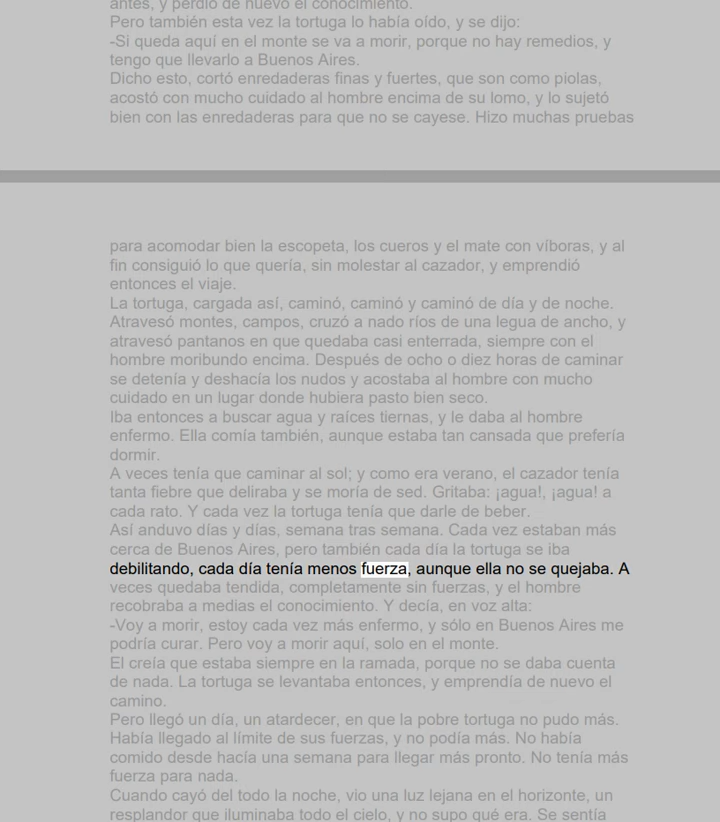 antes, y perdió de nuevo el conocimiento.
Pero también esta vez la tortuga lo había oído, y se dijo:
-Si queda aquí en el monte se va a morir, porque no hay remedios, y
tengo que llevarlo a Buenos Aires.
Dicho esto, cortó enredaderas finas y fuertes, que son como piolas,
acostó con mucho cuidado al hombre encima de su lomo, y lo sujetó
bien con las enredaderas para que no se cayese. Hizo muchas pruebas
para acomodar bien la escopeta, los cueros y el mate con víboras, y al
fin consiguió lo que quería, sin molestar al cazador, y emprendió
entonces el viaje.
La tortuga, cargada así, caminó, caminó y caminó de día y de noche.
Atravesó montes, campos, cruzó a nado ríos de una legua de ancho, y
atravesó pantanos en que quedaba casi enterrada, siempre con el
hombre moribundo encima. Después de ocho o diez horas de caminar
se detenía y deshacía los nudos y acostaba al hombre con mucho
cuidado en un lugar donde hubiera pasto bien seco.
Iba entonces a buscar agua y raíces tiernas, y le daba al hombre
enfermo. Ella comía también, aunque estaba tan cansada que prefería
dormir.
A veces tenía que caminar al sol; y como era verano, el cazador tenía
tanta fiebre que deliraba y se moría de sed. Gritaba: ¡agua!, ¡agua! a
cada rato. Y cada vez la tortuga tenía que darle de beber.
Así anduvo días y días, semana tras semana. Cada vez estaban más
cerca de Buenos Aires, pero también cada día la tortuga se iba
debilitando, cada día tenía menos fuerza, aunque ella no se quejaba. A
veces quedaba tendida, completamente sin fuerzas, y el hombre
recobraba a medias el conocimiento. Y decía, en voz alta:
-Voy a morir, estoy cada vez más enfermo, y sólo en Buenos Aires me
podría curar. Pero voy a morir aquí, solo en el monte.
El creía que estaba siempre en la ramada, porque no se daba cuenta
de nada. La tortuga se levantaba entonces, y emprendía de nuevo el
camino.
Pero llegó un día, un atardecer, en que la pobre tortuga no pudo más.
Había llegado al límite de sus fuerzas, y no podía más. No había
comido desde hacía una semana para llegar más pronto. No tenía más
fuerza para nada.
Cuando cayó del todo la noche, vio una luz lejana en el horizonte, un
resplandor que iluminaba todo el cielo, y no supo qué era. Se sentía